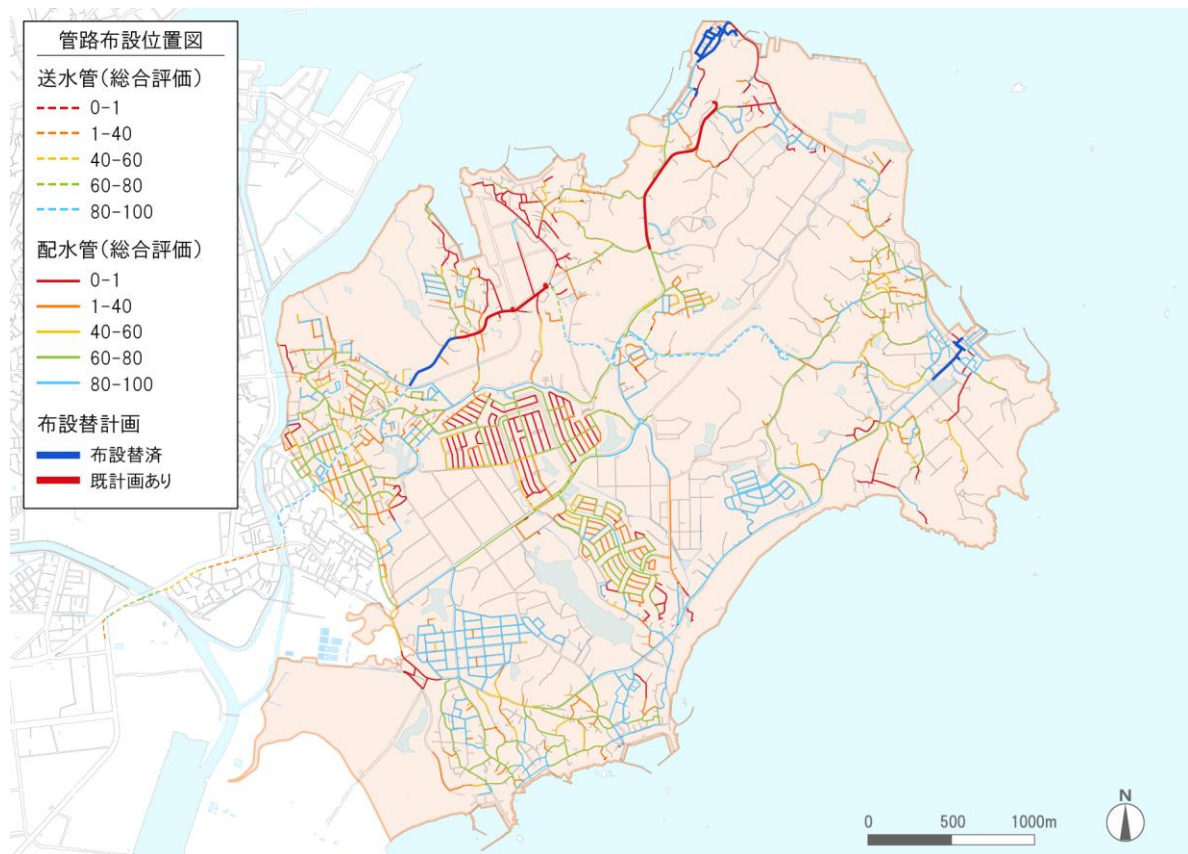 管路布設位置図
送水管(総合評価)
0-1
1-40
40-60
60-80
80-100
配水管(総合評価)
0-1
1-40
40-60
60-80
80-100
布設替計画
布設替済
既計画あり
N
0 500 1000m